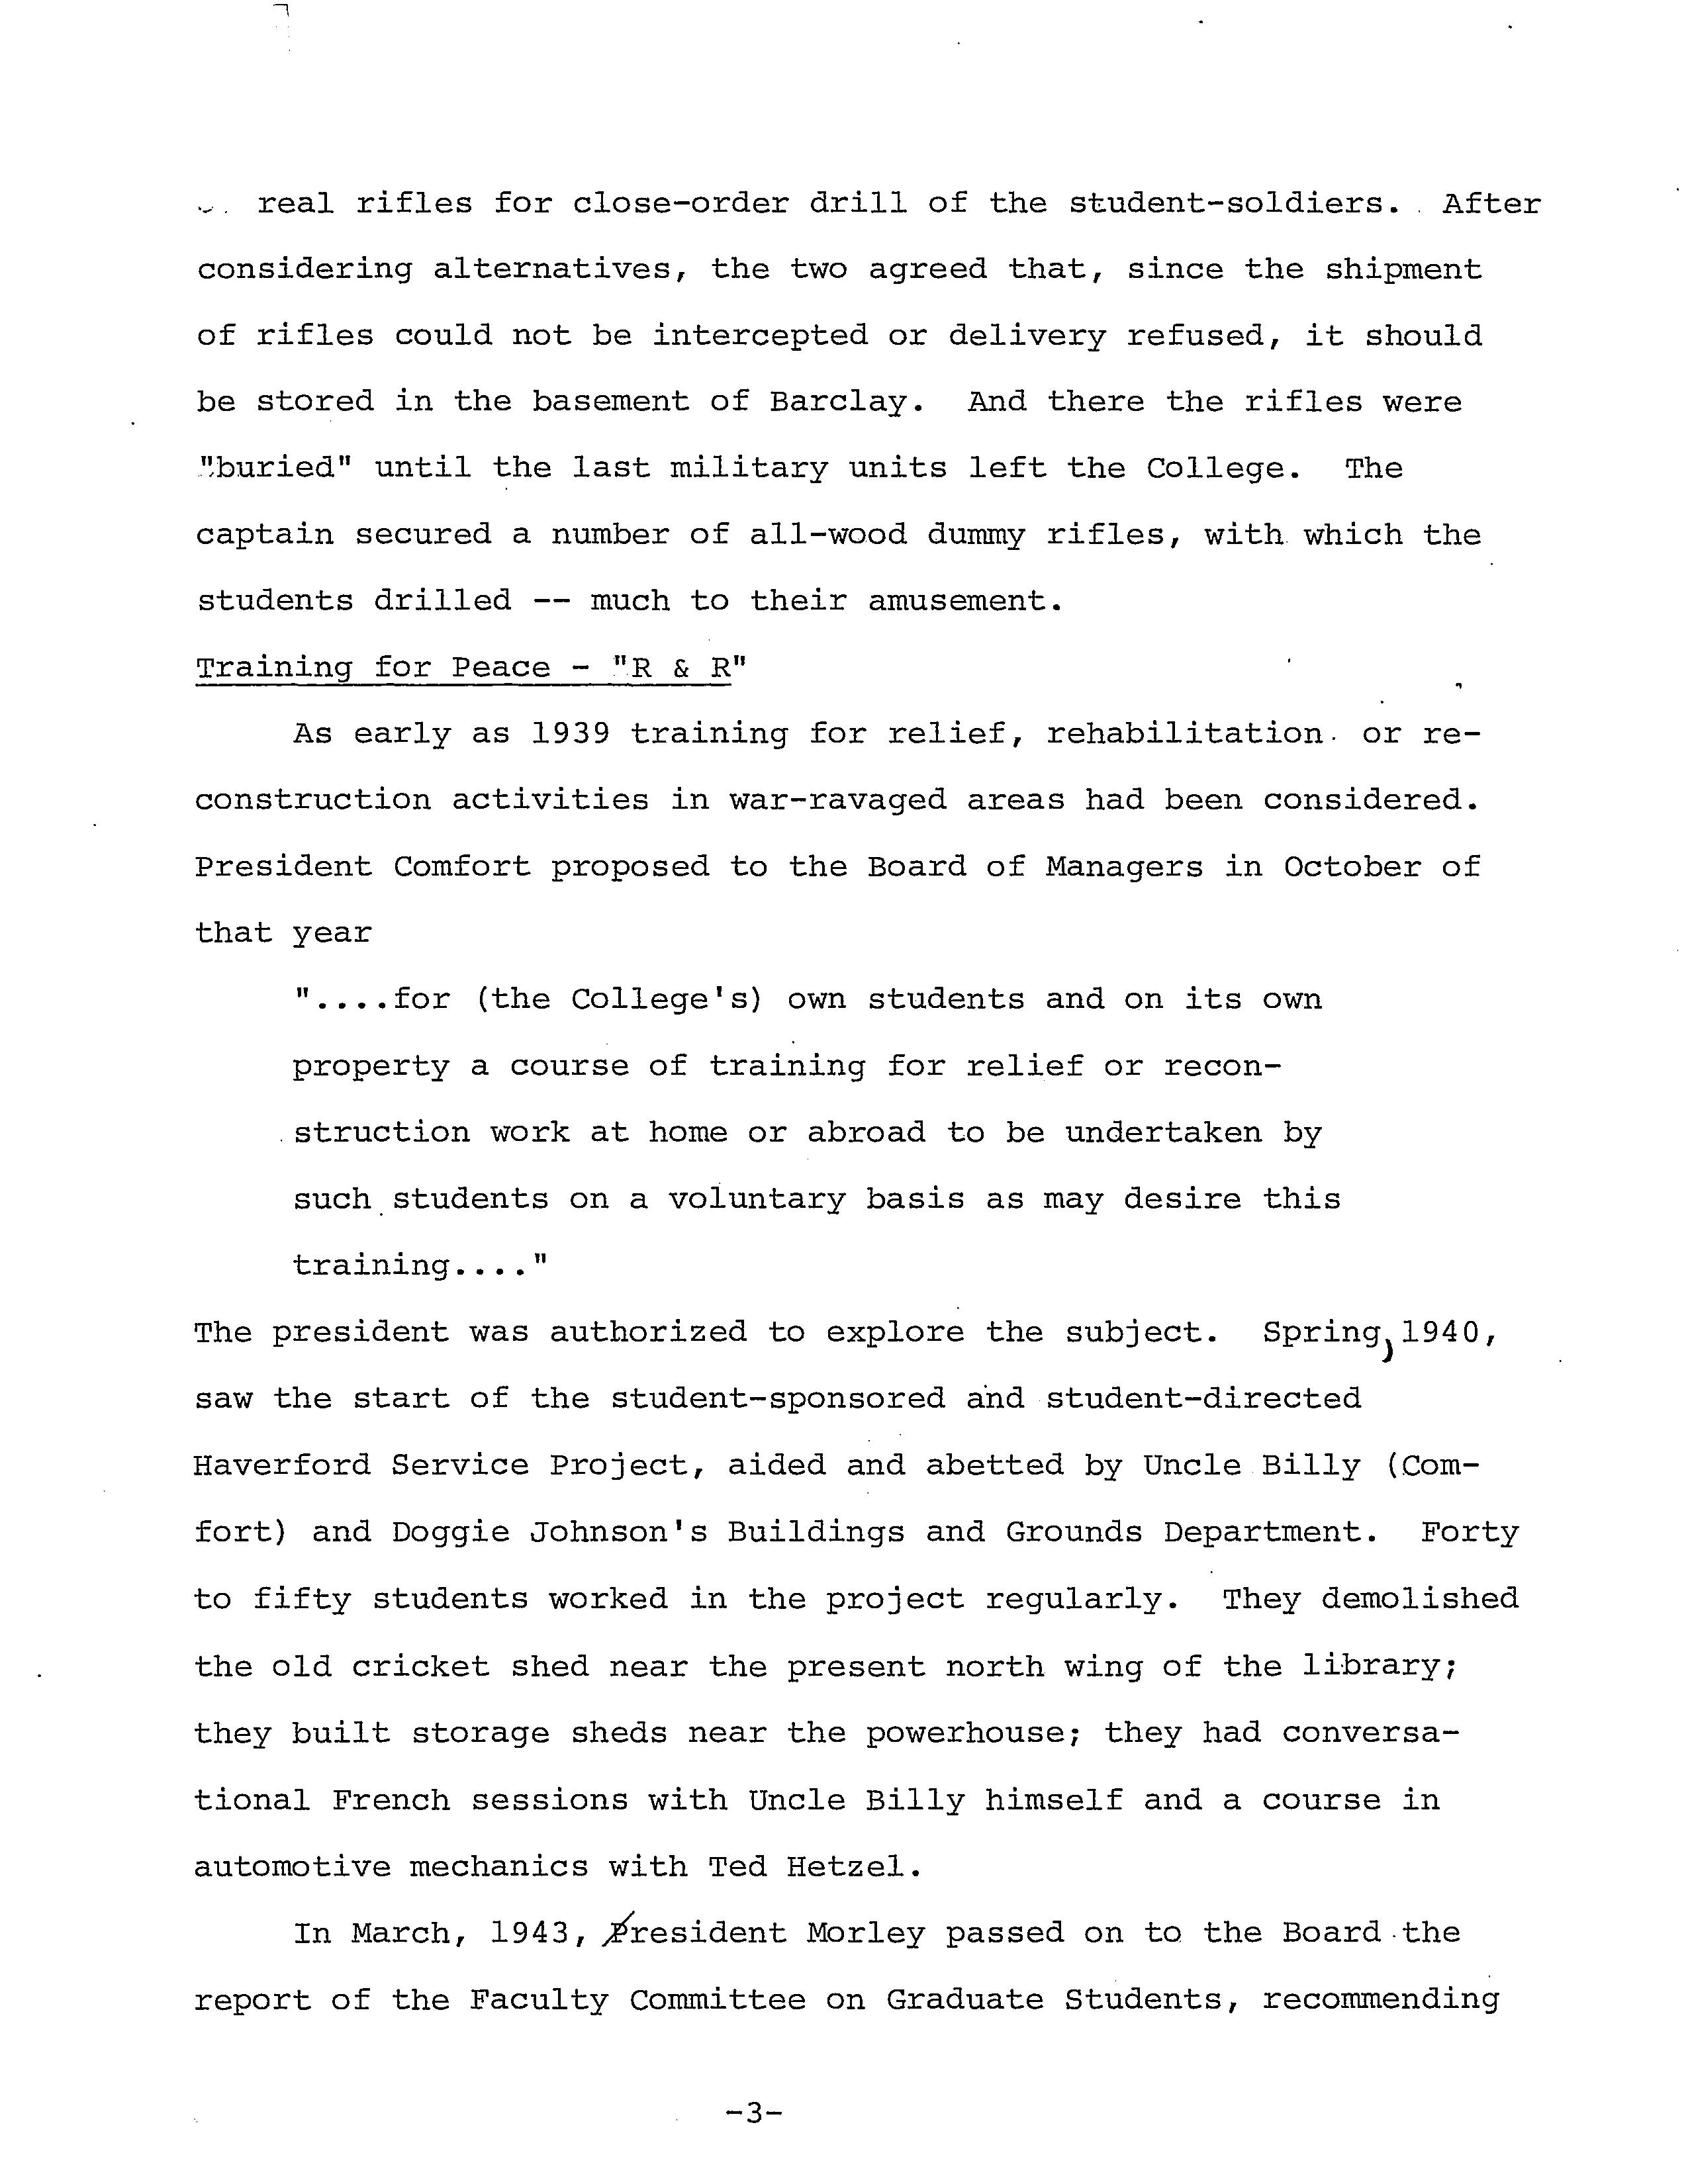 real rifles for close-order drill of the student-soldiers. After
considering alternatives, the two agreed that, since the shipment
of rifles could not be intercepted or delivery refused, it should
be stored in the basement of Barclay. And there the rifles were
"buried" until the last military units left the College. The
captain secured a number of all-wood dummy rifles, with which the
students drilled -- much to their amusement.
Training for Peace - "R & R"
As early as 1939 training for relief, rehabilitation or re-
construction activities in war-ravaged areas had been considered.
President Comfort proposed to the Board of Managers in October of
that year
"....for (the College's) own students and on its own
property a course of training for relief or recon-
struction work at home or abroad to be undertaken by
such students on a voluntary basis as may desire this
training...."
The president was authorized to explore the subject. Spring, 1940,
saw the start of the student-sponsored and student-directed
Haverford Service Project, aided and abetted by Uncle Billy (Com-
fort) and Doggie Johnson's Buildings and Grounds Department. Forty
to fifty students worked in the project regularly. They demolished
the old cricket shed near the present north wing of the library;
they built storage sheds near the powerhouse; they had conversa-
tional French sessions with Uncle Billy himself and a course in
automotive mechanics with Ted Hetzel.
In March, 1943, President Morley passed on to the Board the
report of the Faculty Committee on Graduate Students, recommending
-3-